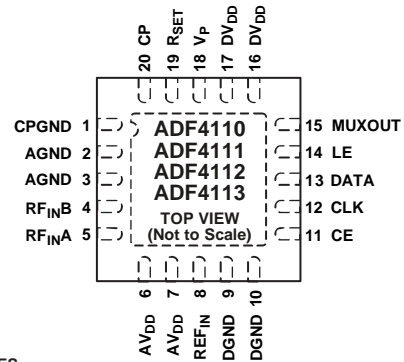 20 CP
19 RSET
18 VP
17 DVDD
16 DVDD
CPGND 1
AGND 2
AGND 3
RFINB 4
RFINA 5
ADF4110
ADF4111
ADF4112
ADF4113
TOP VIEW
(Not to Scale)
15 MUXOUT
14 LE
13 DATA
12 CLK
11 CE
AVDD 6
AVDD 7
REFIN 8
DGND 9
DGND 10